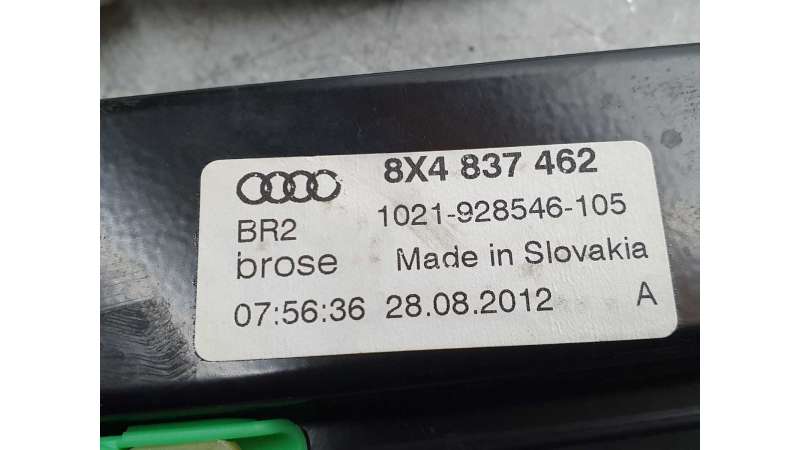 8X4 837 462
BR2 1021-928546-105
brose Made in Slovakia
07:56:36 28.08.2012 A